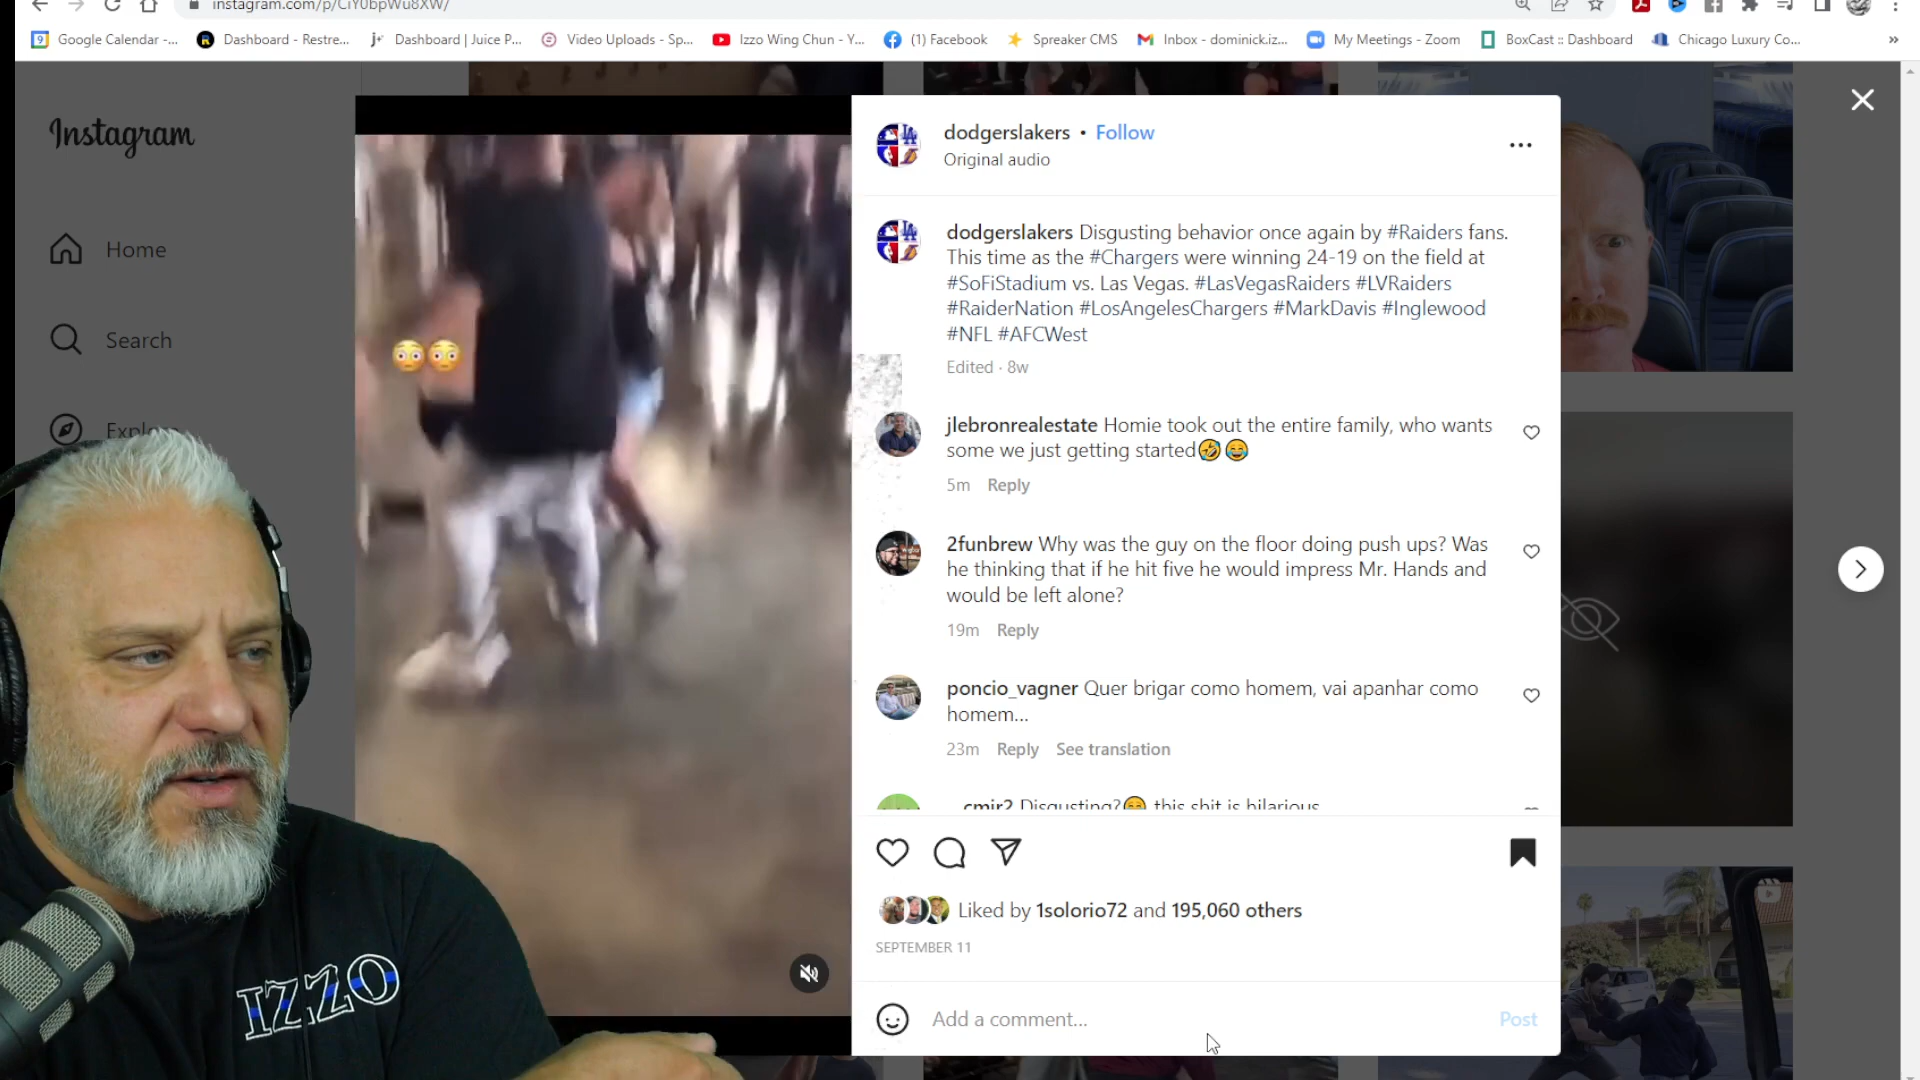 instagram.com/p/CiY0bpWu8XW/
Google Calendar -...
Dashboard - Restre...
Dashboard | Juice P...
Video Uploads - Sp...
Izzo Wing Chun - Y...
(1) Facebook
Spreaker CMS
Inbox - dominick.iz...
My Meetings - Zoom
BoxCast :: Dashboard
Chicago Luxury Co...
»
Instagram
Home
Search
Explore
dodgerslakers • Follow
Original audio
dodgerslakers Disgusting behavior once again by #Raiders fans.
This time as the #Chargers were winning 24-19 on the field at
#SoFiStadium vs. Las Vegas. #LasVegasRaiders #LVRaiders
#RaiderNation #LosAngelesChargers #MarkDavis #Inglewood
#NFL #AFCWest
Edited · 8w
jlebronrealestate Homie took out the entire family, who wants
some we just getting started🤣😂
5m Reply
2funbrew Why was the guy on the floor doing push ups? Was
he thinking that if he hit five he would impress Mr. Hands and
would be left alone?
19m Reply
poncio_vagner Quer brigar como homem, vai apanhar como
homem...
23m Reply See translation
Disgusting?😂 this shit is hilarious
Liked by 1solorio72 and 195,060 others
SEPTEMBER 11
Add a comment...
Post
IZZO